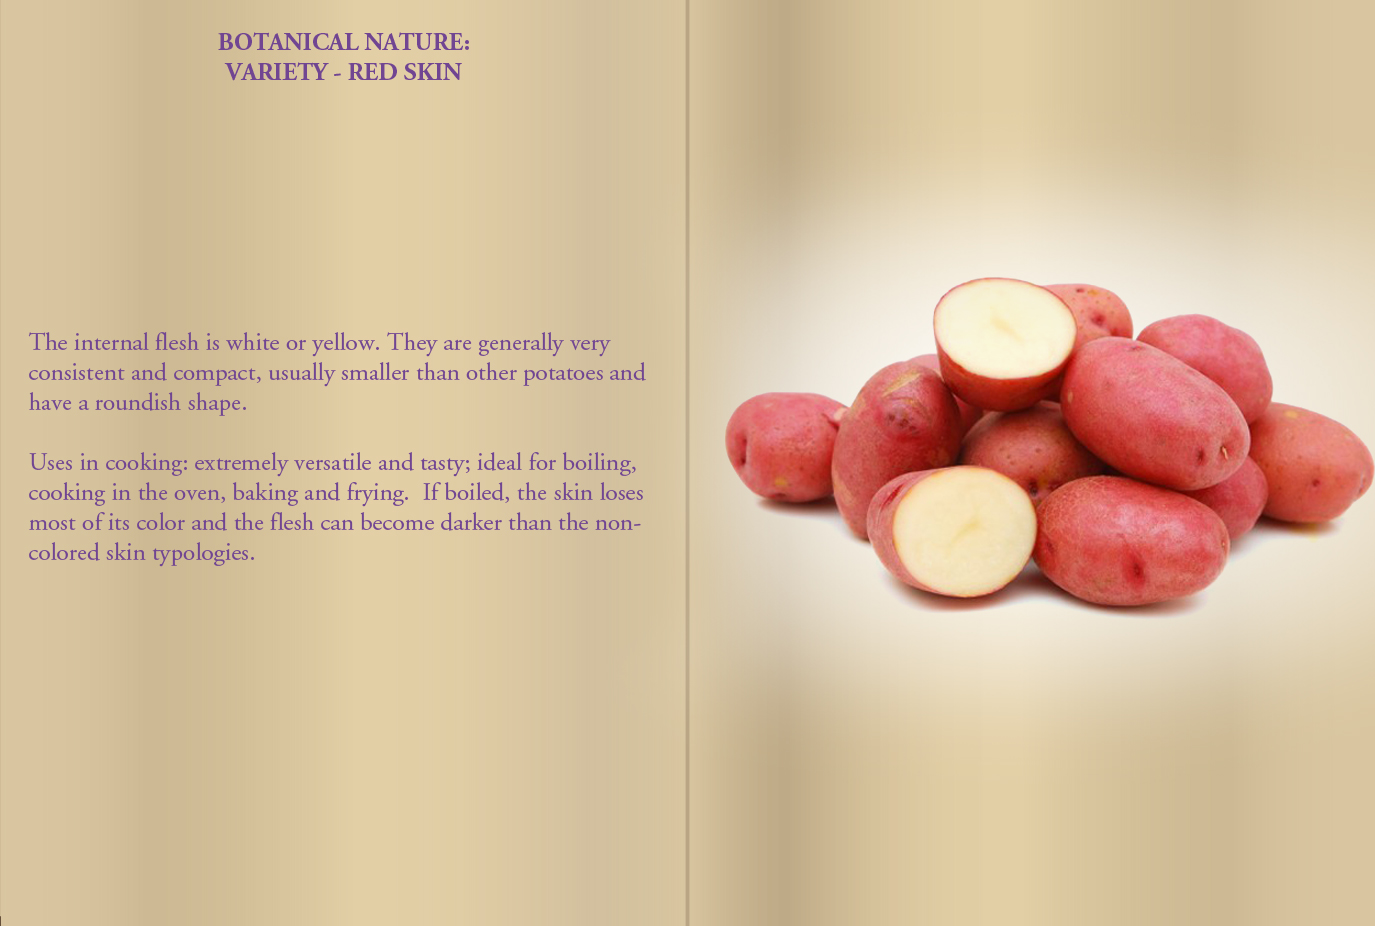 BOTANICAL NATURE:
VARIETY - RED SKIN
The internal flesh is white or yellow. They are generally very
consistent and compact, usually smaller than other potatoes and
have a roundish shape.
Uses in cooking: extremely versatile and tasty; ideal for boiling,
cooking in the oven, baking and frying.  If boiled, the skin loses
most of its color and the flesh can become darker than the non-
colored skin typologies.